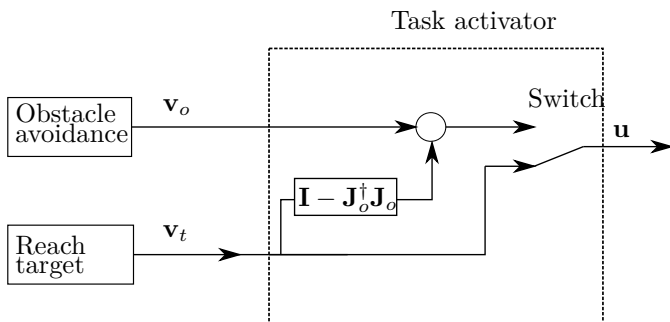 Task activator
Obstacle
avoidance
v_o
Switch
u
I − J_o^† J_o
v_t
Reach
target